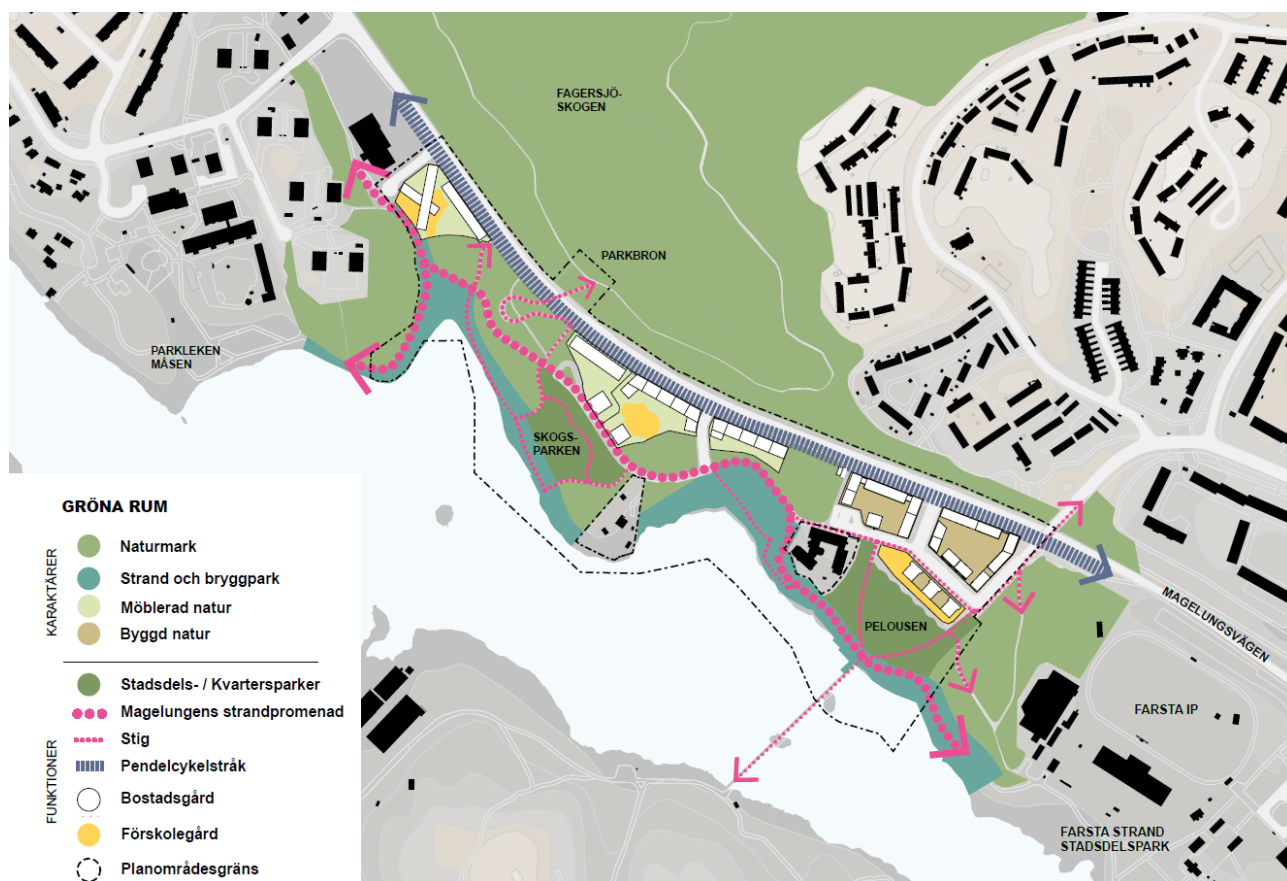 FAGERSJÖ-
SKOGEN
PARKBRON
PARKLEKEN
MÅSEN
SKOGS-
PARKEN
PELOUSEN
MAGELUNGSVÄGEN
FARSTA IP
FARSTA STRAND
STADSDELSPARK
GRÖNA RUM
KARAKTÄRER
Naturmark
Strand och bryggpark
Möblerad natur
Byggd natur
FUNKTIONER
Stadsdels- / Kvartersparker
Magelungens strandpromenad
Stig
Pendelcykelstråk
Bostadsgård
Förskolegård
Planområdesgräns